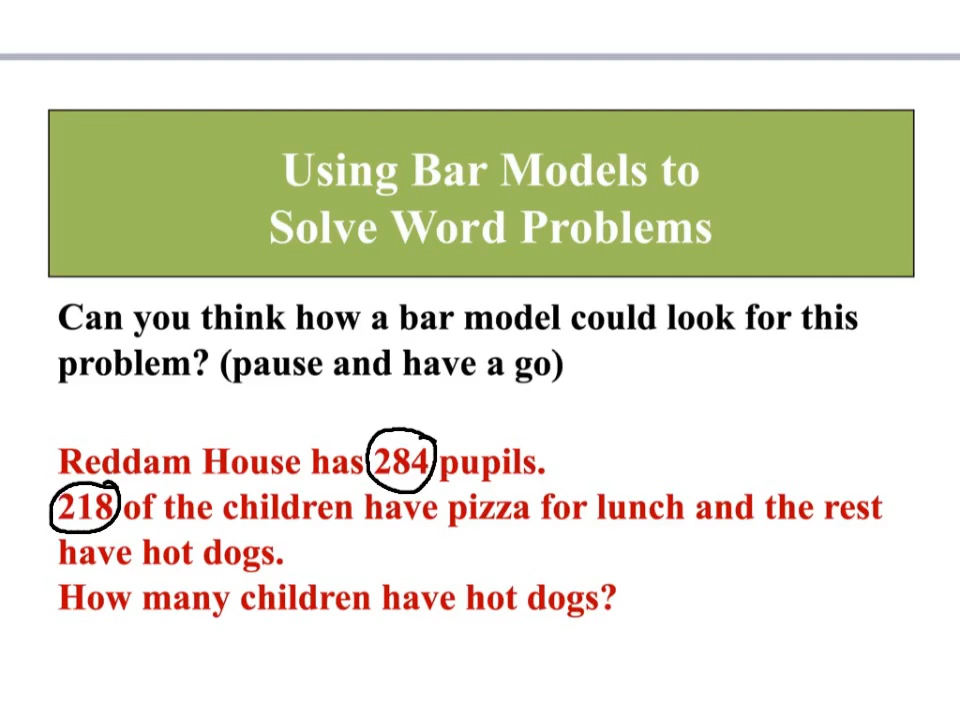 Using Bar Models to
Solve Word Problems
Can you think how a bar model could look for this
problem? (pause and have a go)
Reddam House has 284 pupils.
218 of the children have pizza for lunch and the rest
have hot dogs.
How many children have hot dogs?